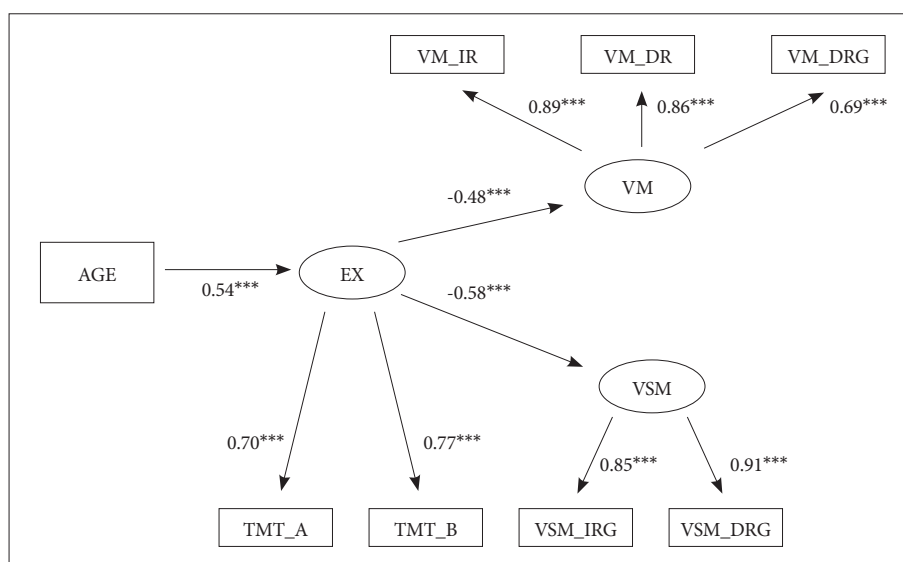 VM_IR
VM_DR
VM_DRG
0.89***
0.86***
0.69***
VM
-0.48***
AGE
0.54***
EX
-0.58***
VSM
0.70***
0.77***
0.85***
0.91***
TMT_A
TMT_B
VSM_IRG
VSM_DRG